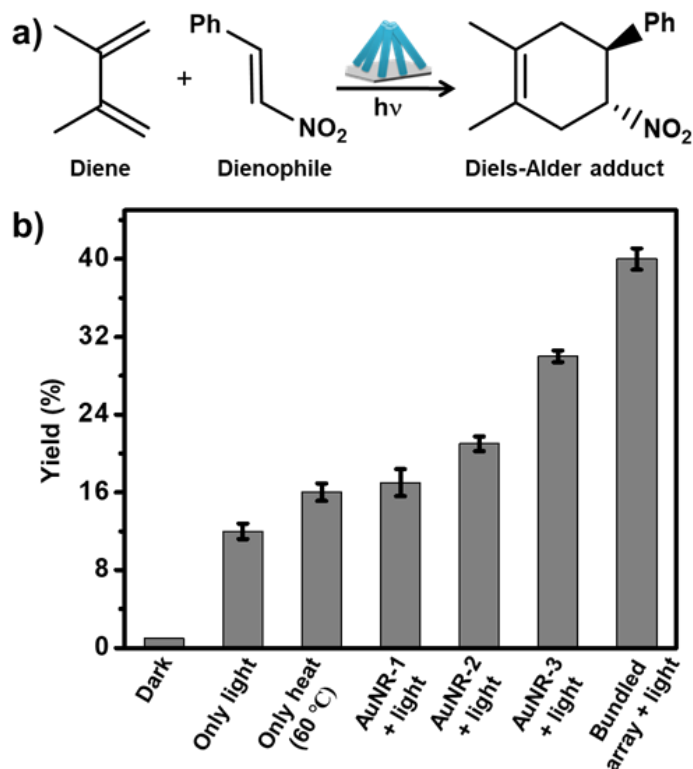 a)
Ph
+
NO₂
hν
Ph
NO₂
Diene
Dienophile
Diels-Alder adduct
b)
Yield (%)
40
32
24
16
8
0
Dark
Only light
Only heat
(60 °C)
AuNR-1
+ light
AuNR-2
+ light
AuNR-3
+ light
Bundled
array + light